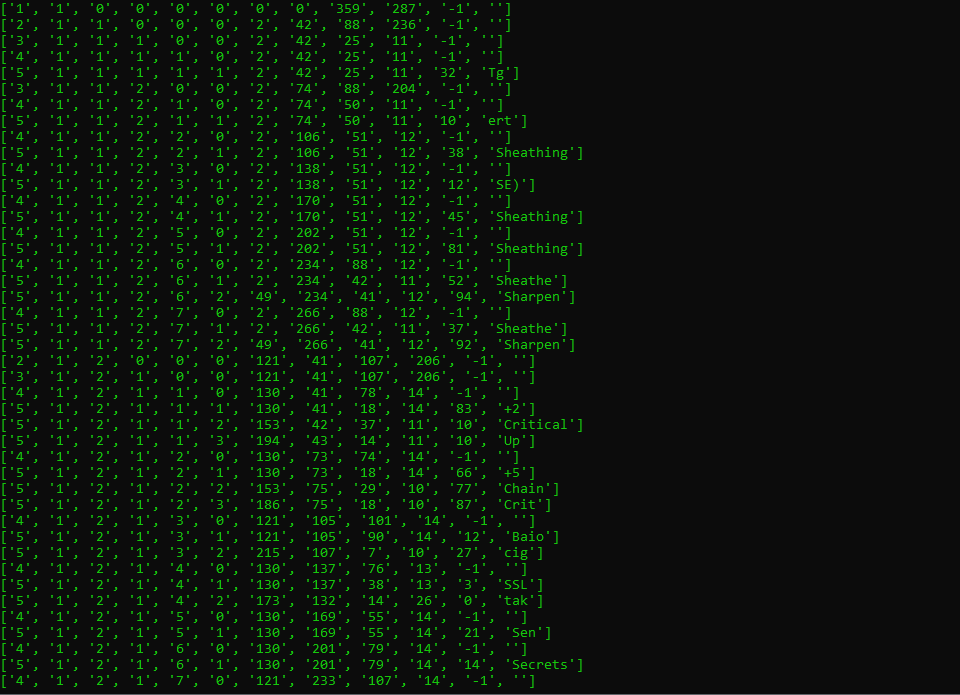 ['1', '1', '0', '0', '0', '0', '0', '0', '359', '287', '-1', '']
['2', '1', '1', '0', '0', '0', '2', '42', '88', '236', '-1', '']
['3', '1', '1', '1', '0', '0', '2', '42', '25', '11', '-1', '']
['4', '1', '1', '1', '1', '0', '2', '42', '25', '11', '-1', '']
['5', '1', '1', '1', '1', '1', '2', '42', '25', '11', '32', 'Tg']
['3', '1', '1', '2', '0', '0', '2', '74', '88', '204', '-1', '']
['4', '1', '1', '2', '1', '0', '2', '74', '50', '11', '-1', '']
['5', '1', '1', '2', '1', '1', '2', '74', '50', '11', '10', 'ert']
['4', '1', '1', '2', '2', '0', '2', '106', '51', '12', '-1', '']
['5', '1', '1', '2', '2', '1', '2', '106', '51', '12', '38', 'Sheathing']
['4', '1', '1', '2', '3', '0', '2', '138', '51', '12', '-1', '']
['5', '1', '1', '2', '3', '1', '2', '138', '51', '12', '12', 'SE)']
['4', '1', '1', '2', '4', '0', '2', '170', '51', '12', '-1', '']
['5', '1', '1', '2', '4', '1', '2', '170', '51', '12', '45', 'Sheathing']
['4', '1', '1', '2', '5', '0', '2', '202', '51', '12', '-1', '']
['5', '1', '1', '2', '5', '1', '2', '202', '51', '12', '81', 'Sheathing']
['4', '1', '1', '2', '6', '0', '2', '234', '88', '12', '-1', '']
['5', '1', '1', '2', '6', '1', '2', '234', '42', '11', '52', 'Sheathe']
['5', '1', '1', '2', '6', '2', '49', '234', '41', '12', '94', 'Sharpen']
['4', '1', '1', '2', '7', '0', '2', '266', '88', '12', '-1', '']
['5', '1', '1', '2', '7', '1', '2', '266', '42', '11', '37', 'Sheathe']
['5', '1', '1', '2', '7', '2', '49', '266', '41', '12', '92', 'Sharpen']
['2', '1', '2', '0', '0', '0', '121', '41', '107', '206', '-1', '']
['3', '1', '2', '1', '0', '0', '121', '41', '107', '206', '-1', '']
['4', '1', '2', '1', '1', '0', '130', '41', '78', '14', '-1', '']
['5', '1', '2', '1', '1', '1', '130', '41', '18', '14', '83', '+2']
['5', '1', '2', '1', '1', '2', '153', '42', '37', '11', '10', 'Critical']
['5', '1', '2', '1', '1', '3', '194', '43', '14', '11', '10', 'Up']
['4', '1', '2', '1', '2', '0', '130', '73', '74', '14', '-1', '']
['5', '1', '2', '1', '2', '1', '130', '73', '18', '14', '66', '+5']
['5', '1', '2', '1', '2', '2', '153', '75', '29', '10', '77', 'Chain']
['5', '1', '2', '1', '2', '3', '186', '75', '18', '10', '87', 'Crit']
['4', '1', '2', '1', '3', '0', '121', '105', '101', '14', '-1', '']
['5', '1', '2', '1', '3', '1', '121', '105', '90', '14', '12', 'Baio']
['5', '1', '2', '1', '3', '2', '215', '107', '7', '10', '27', 'cig']
['4', '1', '2', '1', '4', '0', '130', '137', '76', '13', '-1', '']
['5', '1', '2', '1', '4', '1', '130', '137', '38', '13', '3', 'SSL']
['5', '1', '2', '1', '4', '2', '173', '132', '14', '26', '0', 'tak']
['4', '1', '2', '1', '5', '0', '130', '169', '55', '14', '-1', '']
['5', '1', '2', '1', '5', '1', '130', '169', '55', '14', '21', 'Sen']
['4', '1', '2', '1', '6', '0', '130', '201', '79', '14', '-1', '']
['5', '1', '2', '1', '6', '1', '130', '201', '79', '14', '14', 'Secrets']
['4', '1', '2', '1', '7', '0', '121', '233', '107', '14', '-1', '']